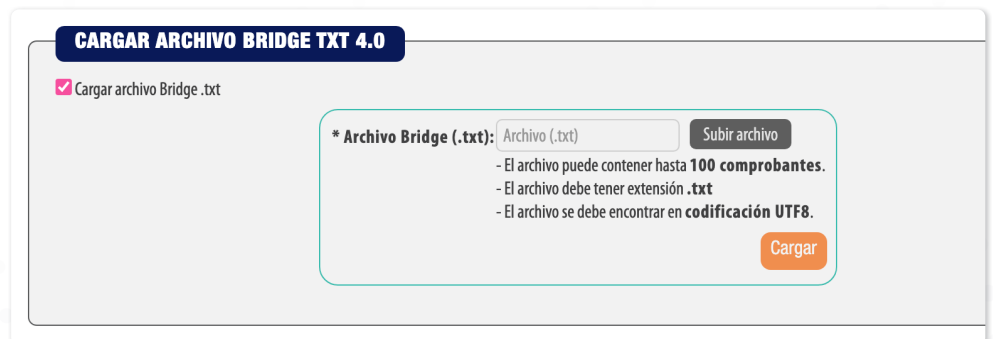 CARGAR ARCHIVO BRIDGE TXT 4.0
Cargar archivo Bridge .txt
* Archivo Bridge (.txt): Archivo (.txt) Subir archivo
- El archivo puede contener hasta 100 comprobantes.
- El archivo debe tener extensión .txt
- El archivo se debe encontrar en codificación UTF8.
Cargar